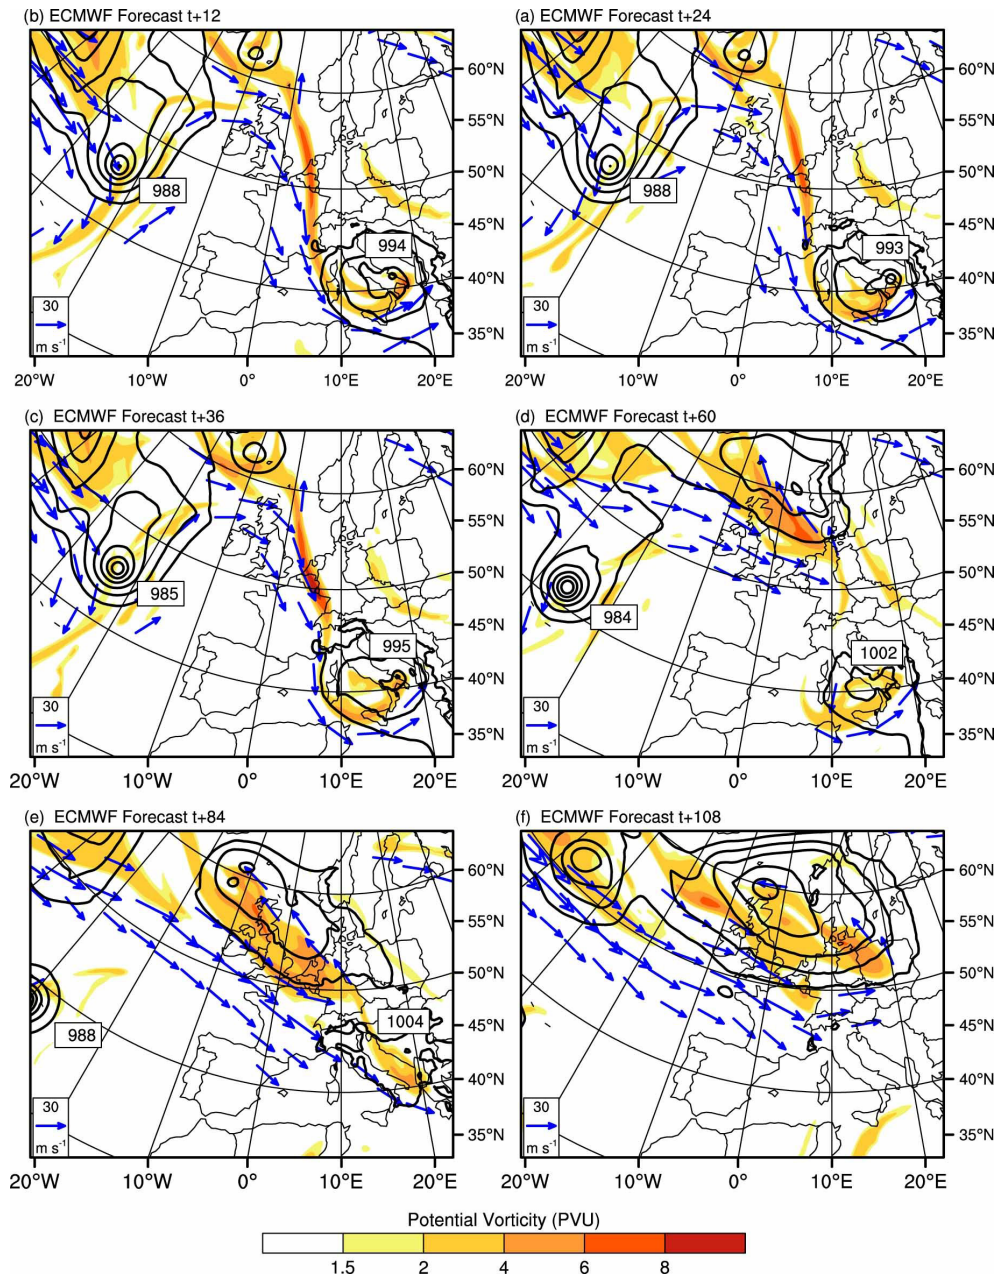 (b) ECMWF Forecast t+12
(a) ECMWF Forecast t+24
988
994
30
m s⁻¹
60°N
55°N
50°N
45°N
40°N
35°N
20°W 10°W 0° 10°E 20°E
988
993
30
m s⁻¹
60°N
55°N
50°N
45°N
40°N
35°N
20°W 10°W 0° 10°E 20°E
(c) ECMWF Forecast t+36
(d) ECMWF Forecast t+60
985
995
30
m s⁻¹
60°N
55°N
50°N
45°N
40°N
35°N
20°W 10°W 0° 10°E 20°E
984
1002
30
m s⁻¹
60°N
55°N
50°N
45°N
40°N
35°N
20°W 10°W 0° 10°E 20°E
(e) ECMWF Forecast t+84
(f) ECMWF Forecast t+108
988
1004
30
m s⁻¹
60°N
55°N
50°N
45°N
40°N
35°N
20°W 10°W 0° 10°E 20°E
30
m s⁻¹
60°N
55°N
50°N
45°N
40°N
35°N
20°W 10°W 0° 10°E 20°E
Potential Vorticity (PVU)
1.5 2 4 6 8